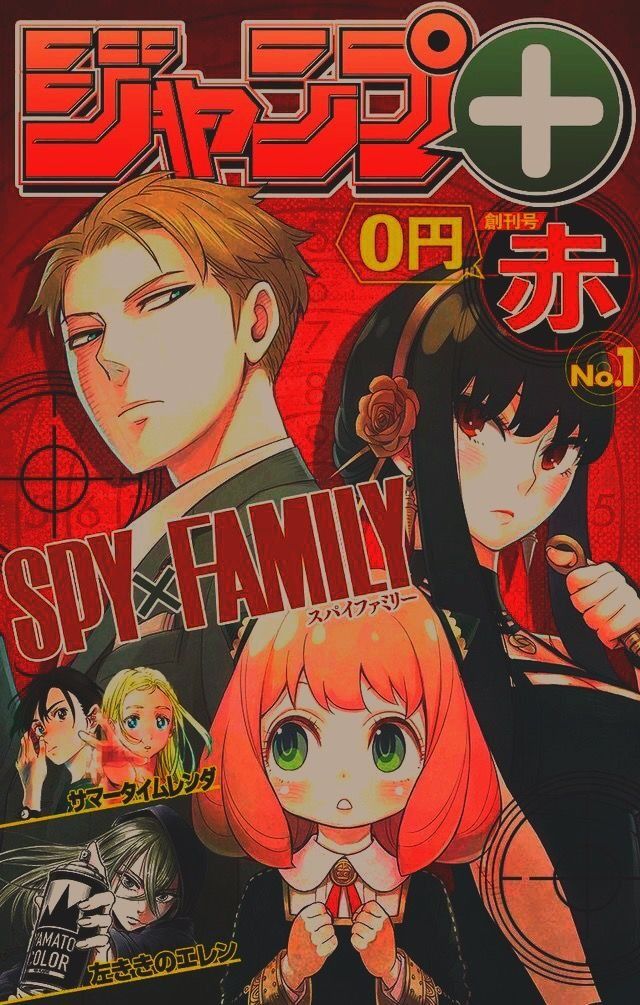 ジャンプ+
0円
創刊号
赤
No.1
SPY×FAMILY
スパイファミリー
サマータイムレンダ
YAMATO
COLOR
左ききのエレン